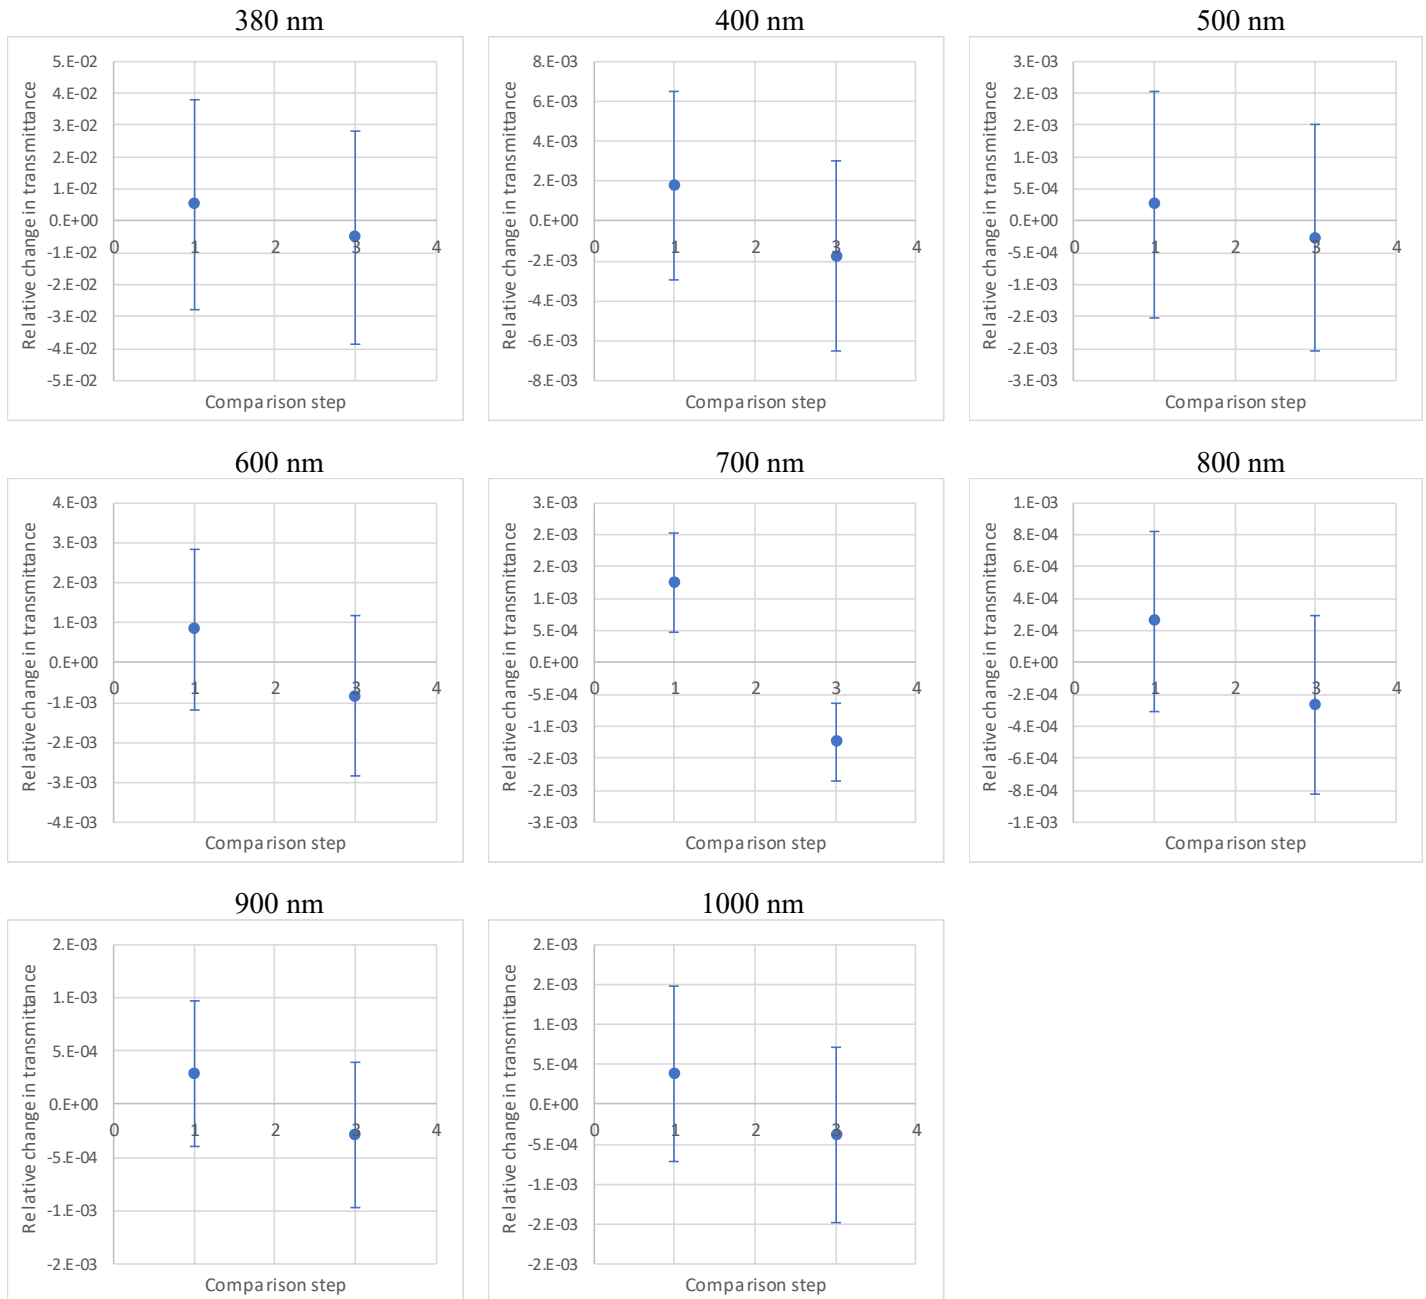 380 nm
Relative change in transmittance
5.E-02
4.E-02
3.E-02
2.E-02
1.E-02
0.E+00
-1.E-02
-2.E-02
-3.E-02
-4.E-02
-5.E-02
0 1 2 3 4
Comparison step
400 nm
Relative change in transmittance
8.E-03
6.E-03
4.E-03
2.E-03
0.E+00
-2.E-03
-4.E-03
-6.E-03
-8.E-03
0 1 2 3 4
Comparison step
500 nm
Relative change in transmittance
3.E-03
2.E-03
2.E-03
1.E-03
5.E-04
0.E+00
-5.E-04
-1.E-03
-2.E-03
-2.E-03
-3.E-03
0 1 2 3 4
Comparison step
600 nm
Relative change in transmittance
4.E-03
3.E-03
2.E-03
1.E-03
0.E+00
-1.E-03
-2.E-03
-3.E-03
-4.E-03
0 1 2 3 4
Comparison step
700 nm
Relative change in transmittance
3.E-03
2.E-03
2.E-03
1.E-03
5.E-04
0.E+00
-5.E-04
-1.E-03
-2.E-03
-2.E-03
-3.E-03
0 1 2 3 4
Comparison step
800 nm
Relative change in transmittance
1.E-03
8.E-04
6.E-04
4.E-04
2.E-04
0.E+00
-2.E-04
-4.E-04
-6.E-04
-8.E-04
-1.E-03
0 1 2 3 4
Comparison step
900 nm
Relative change in transmittance
2.E-03
1.E-03
5.E-04
0.E+00
-5.E-04
-1.E-03
-2.E-03
0 1 2 3 4
Comparison step
1000 nm
Relative change in transmittance
2.E-03
2.E-03
1.E-03
5.E-04
0.E+00
-5.E-04
-1.E-03
-2.E-03
-2.E-03
0 1 2 3 4
Comparison step